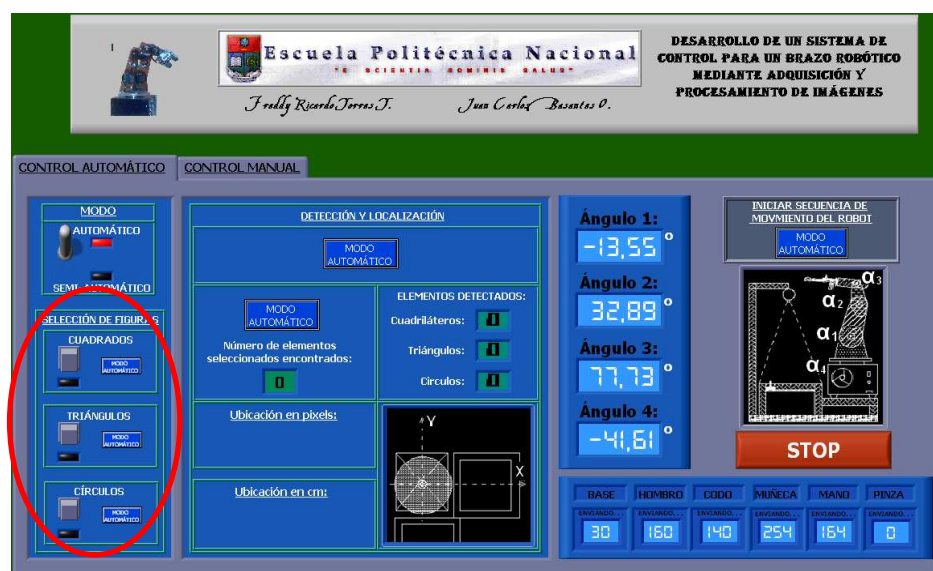 Escuela Politécnica Nacional
"E SCIENTIA HOMINIS SALUS"
Freddy Ricardo Torres T.
Juan Carlos Basantes O.
DESARROLLO DE UN SISTEMA DE
CONTROL PARA UN BRAZO ROBÓTICO
MEDIANTE ADQUISICIÓN Y
PROCESAMIENTO DE IMÁGENES
CONTROL AUTOMÁTICO
CONTROL MANUAL
MODO
AUTOMÁTICO
SEMI-AUTOMÁTICO
SELECCIÓN DE FIGURAS
CUADRADOS
MODO
AUTOMÁTICO
TRIÁNGULOS
MODO
AUTOMÁTICO
CÍRCULOS
MODO
AUTOMÁTICO
DETECCIÓN Y LOCALIZACIÓN
MODO
AUTOMÁTICO
MODO
AUTOMÁTICO
Número de elementos
seleccionados encontrados:
0
ELEMENTOS DETECTADOS:
Cuadriláteros: 0
Triángulos: 0
Circulos: 0
Ubicación en pixels:
Ubicación en cm:
Y
X
Ángulo 1:
-13,55 °
Ángulo 2:
32,89 °
Ángulo 3:
77,73 °
Ángulo 4:
-41,61 °
INICIAR SECUENCIA DE
MOVMIENTO DEL ROBOT
MODO
AUTOMÁTICO
α3
α2
α1
α4
STOP
BASE HOMBRO CODO MUÑECA MANO PINZA
ENVIANDO... ENVIANDO... ENVIANDO... ENVIANDO... ENVIANDO... ENVIANDO...
30 160 140 254 164 0